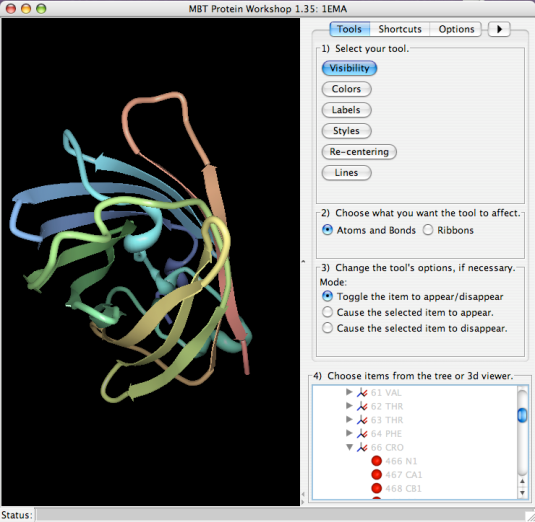 MBT Protein Workshop 1.35: 1EMA
Tools Shortcuts Options
1) Select your tool.
Visibility
Colors
Labels
Styles
Re-centering
Lines
2) Choose what you want the tool to affect.
Atoms and Bonds Ribbons
3) Change the tool's options, if necessary.
Mode:
Toggle the item to appear/disappear
Cause the selected item to appear.
Cause the selected item to disappear.
4) Choose items from the tree or 3d viewer.
61 VAL
62 THR
63 THR
64 PHE
66 CRO
466 N1
467 CA1
468 CB1
Status: